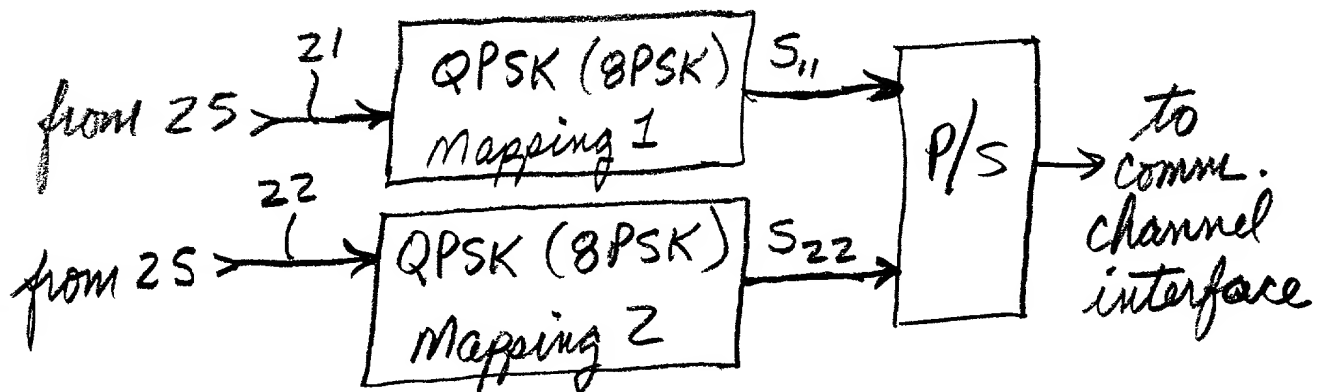 21
from 25
QPSK (8PSK)
Mapping 1
S11
22
from 25
QPSK (8PSK)
Mapping 2
S22
P/S
to
comm.
channel
interface